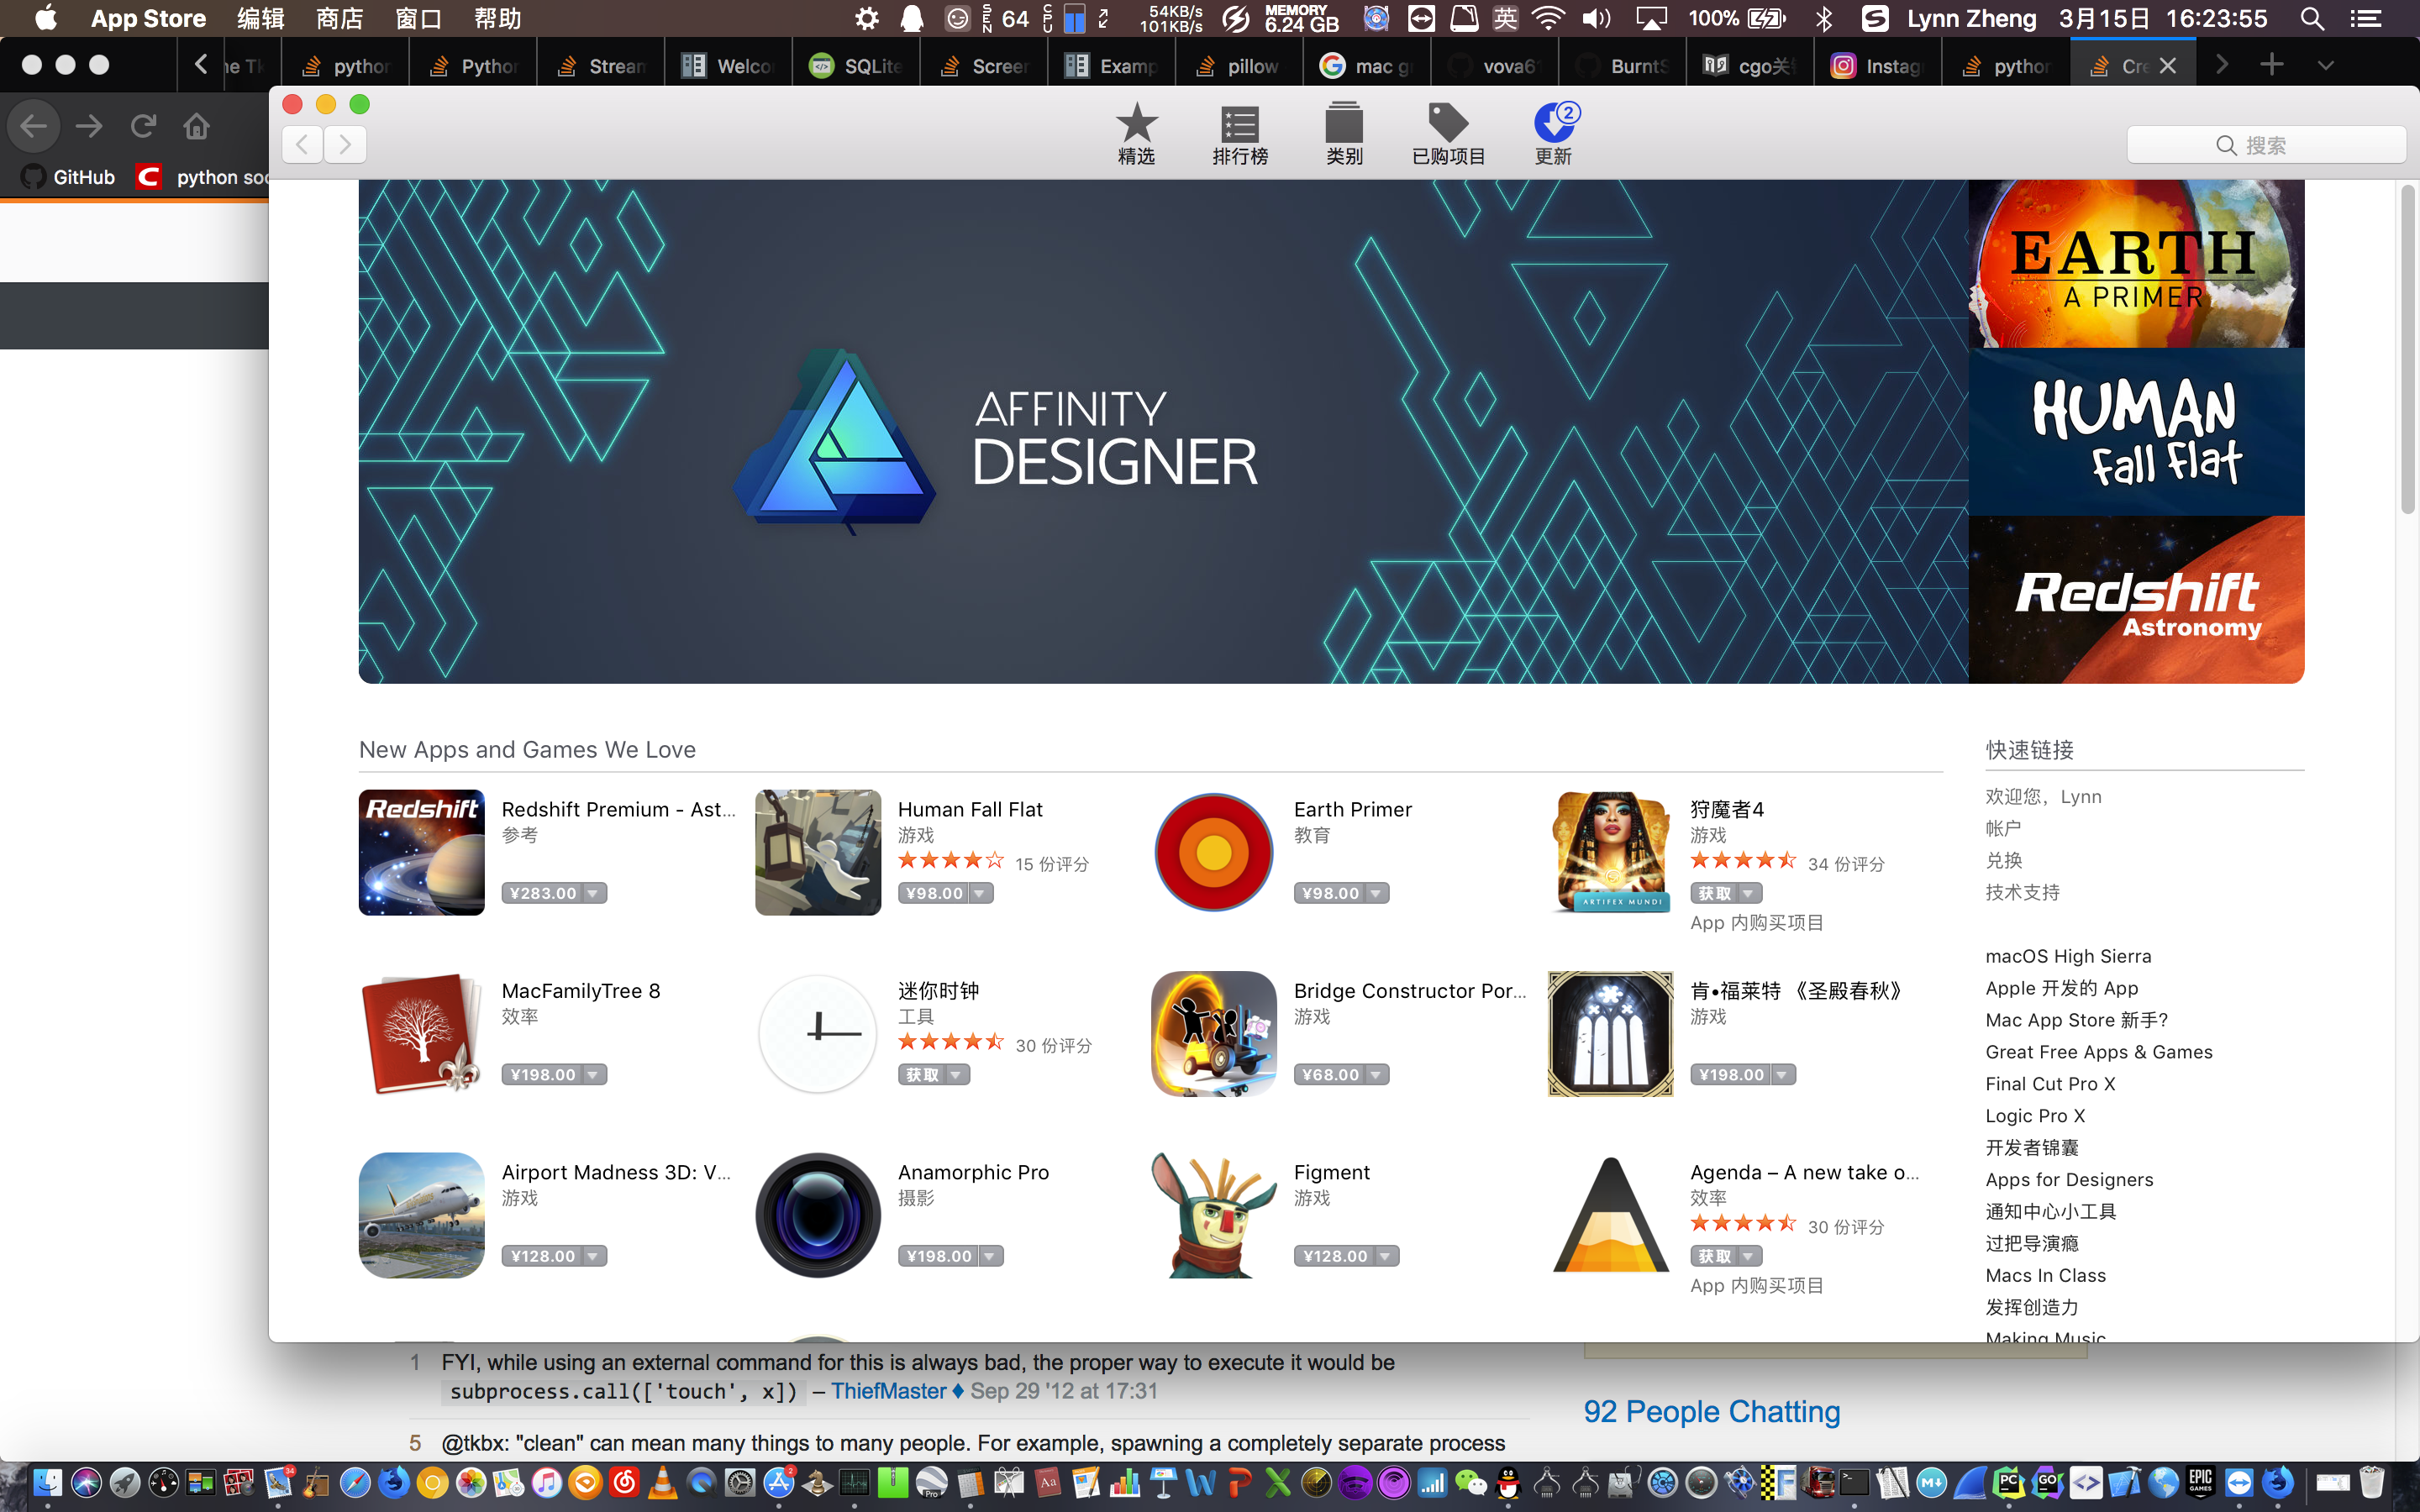 App Store 编辑 商店 窗口 帮助
SEN 64 CPU 54KB/s 101KB/s MEMORY 6.24 GB 英 100% Lynn Zheng 3月15日 16:23:55
python Python Stream Welco SQLite Screen Examp pillow mac g vova6 BurntS cgo关 Instag python Cre
精选 排行榜 类别 已购项目 更新 2
搜索
GitHub python soc
AFFINITY
DESIGNER
EARTH
A PRIMER
HUMAN
fall flat
Redshift
Astronomy
New Apps and Games We Love
Redshift
Redshift Premium - Ast...
参考
¥283.00
Human Fall Flat
游戏
15 份评分
¥98.00
Earth Primer
教育
¥98.00
ARTIFEX MUNDI
狩魔者4
游戏
34 份评分
获取
App 内购买项目
MacFamilyTree 8
效率
¥198.00
迷你时钟
工具
30 份评分
获取
Bridge Constructor Por...
游戏
¥68.00
肯•福莱特 《圣殿春秋》
游戏
¥198.00
Airport Madness 3D: V...
游戏
¥128.00
Anamorphic Pro
摄影
¥198.00
Figment
游戏
¥128.00
Agenda – A new take o...
效率
30 份评分
获取
App 内购买项目
快速链接
欢迎您，Lynn
帐户
兑换
技术支持
macOS High Sierra
Apple 开发的 App
Mac App Store 新手?
Great Free Apps & Games
Final Cut Pro X
Logic Pro X
开发者锦囊
Apps for Designers
通知中心小工具
过把导演瘾
Macs In Class
发挥创造力
Making Music
1 FYI, while using an external command for this is always bad, the proper way to execute it would be
subprocess.call(['touch', x]) – ThiefMaster ♦ Sep 29 '12 at 17:31
5 @tkbx: "clean" can mean many things to many people. For example, spawning a completely separate process
92 People Chatting